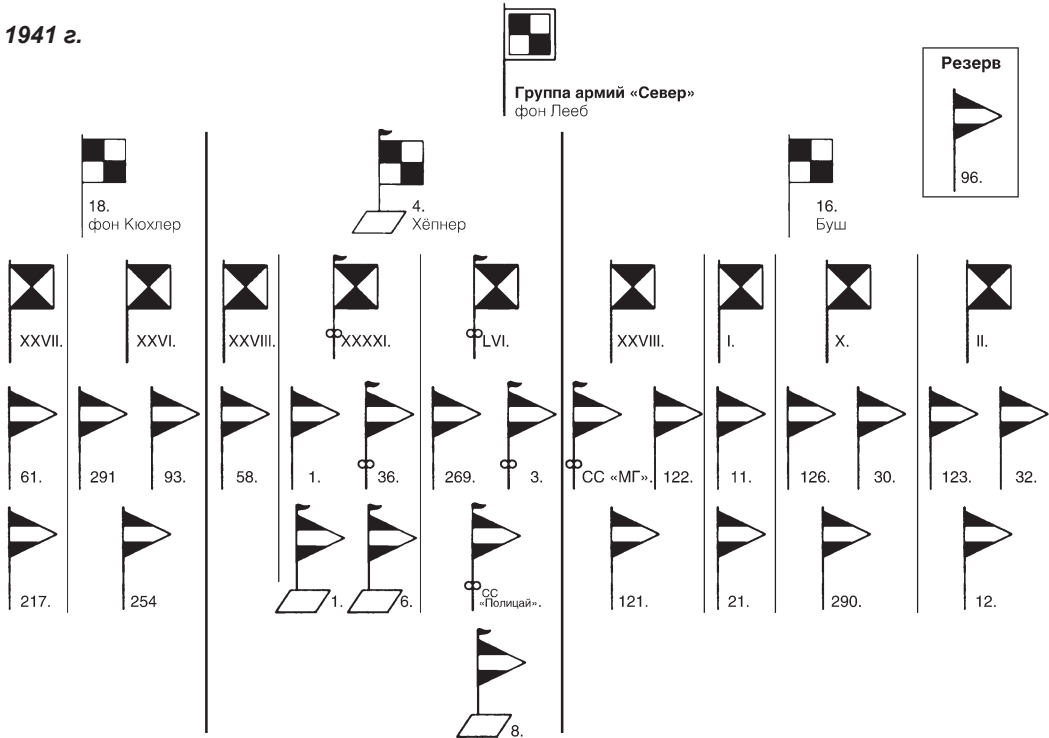 1941 г.
Группа армий «Север»
фон Лееб
Резерв
96.
18.
фон Кюхлер
4.
Хёпнер
16.
Буш
XXVII.
XXVI.
XXVIII.
XXXXI.
LVI.
XXVIII.
I.
X.
II.
61.
291
93.
58.
1.
36.
269.
3.
СС «МГ».
122.
11.
126.
30.
123.
32.
217.
254
1.
6.
СС
«Полицай».
121.
21.
290.
12.
8.